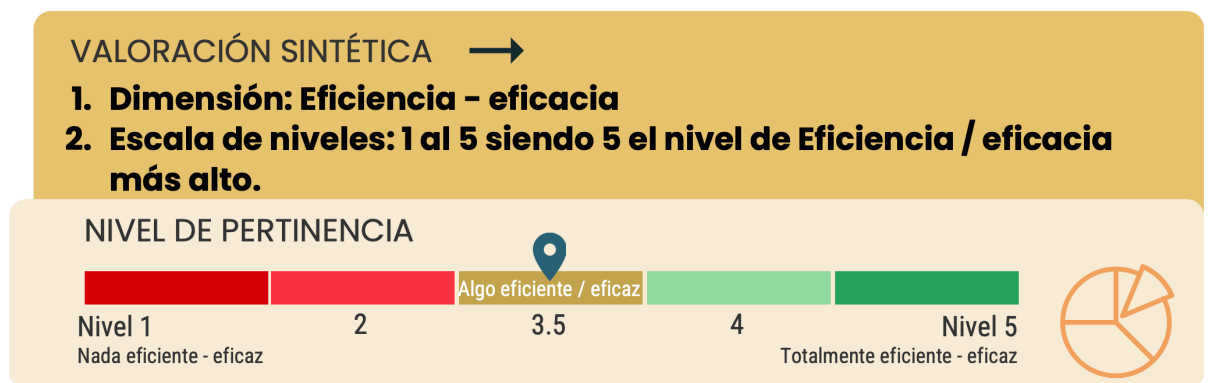 VALORACIÓN SINTÉTICA
1. Dimensión: Eficiencia - eficacia
2. Escala de niveles: 1 al 5 siendo 5 el nivel de Eficiencia / eficacia
más alto.
NIVEL DE PERTINENCIA
Algo eficiente / eficaz
Nivel 1 2 3.5 4 Nivel 5
Nada eficiente - eficaz Totalmente eficiente - eficaz